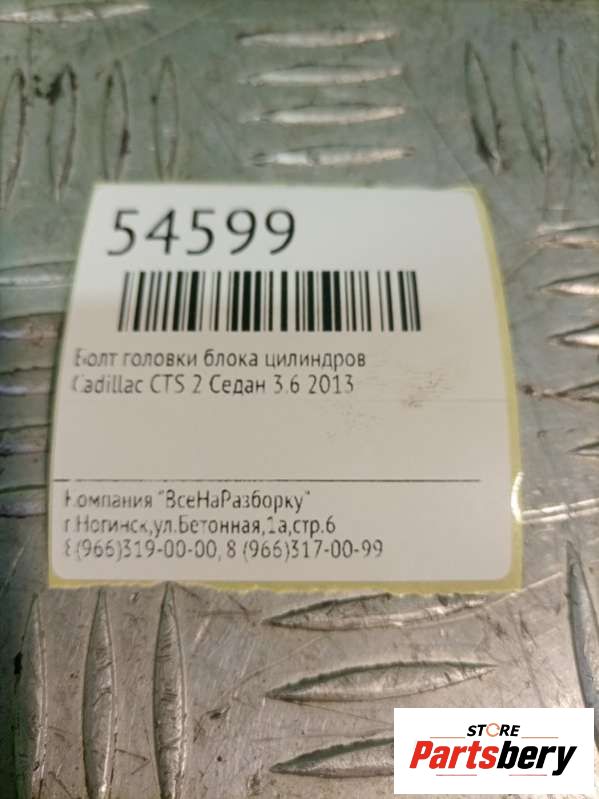 54599
Болт головки блока цилиндров
Cadillac CTS 2 Седан 3.6 2013
Компания "ВсеНаРазборку"
г.Ногинск,ул.Бетонная,1а,стр.6
8(966)319-00-00, 8 (966)317-00-99
STORE
Partsbery